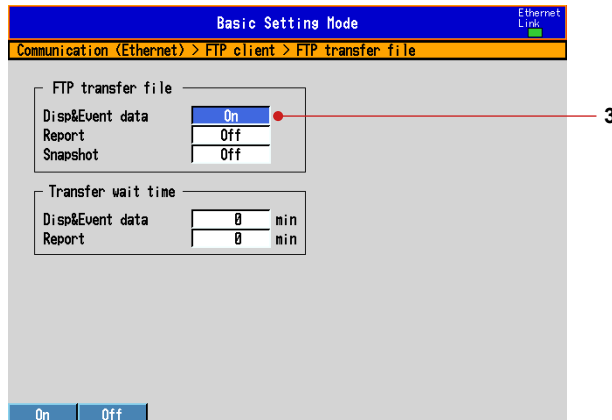 Basic Setting Mode
Ethernet
Link
Communication (Ethernet) > FTP client > FTP transfer file
FTP transfer file
Disp&Event data On
3
Report Off
Snapshot Off
Transfer wait time
Disp&Event data 0 min
Report 0 min
On Off